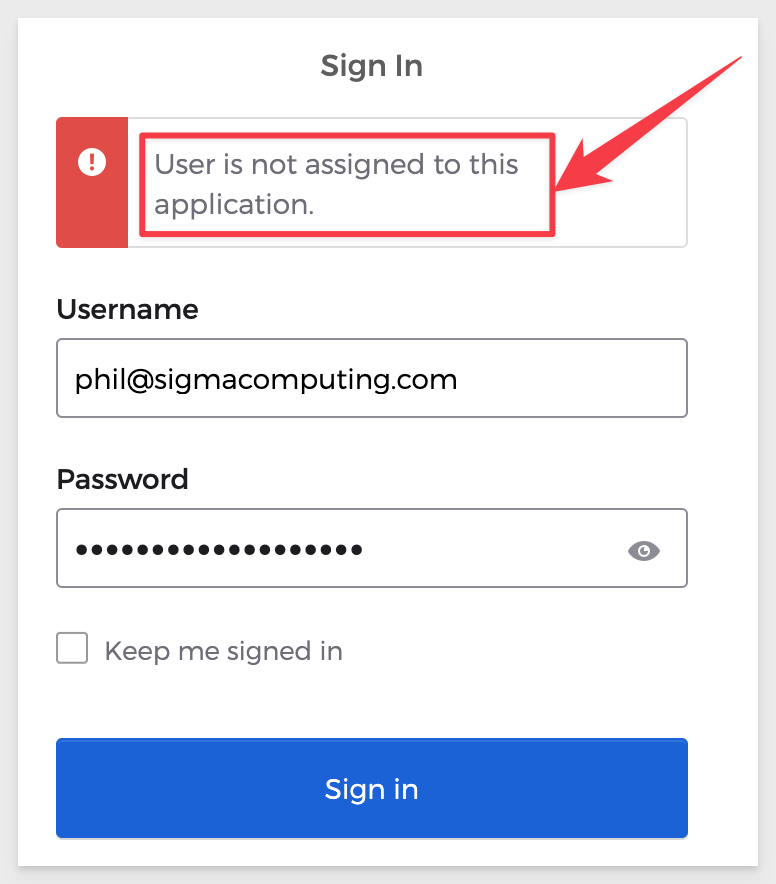 Sign In
User is not assigned to this
application.
Username
phil@sigmacomputing.com
Password
Keep me signed in
Sign in